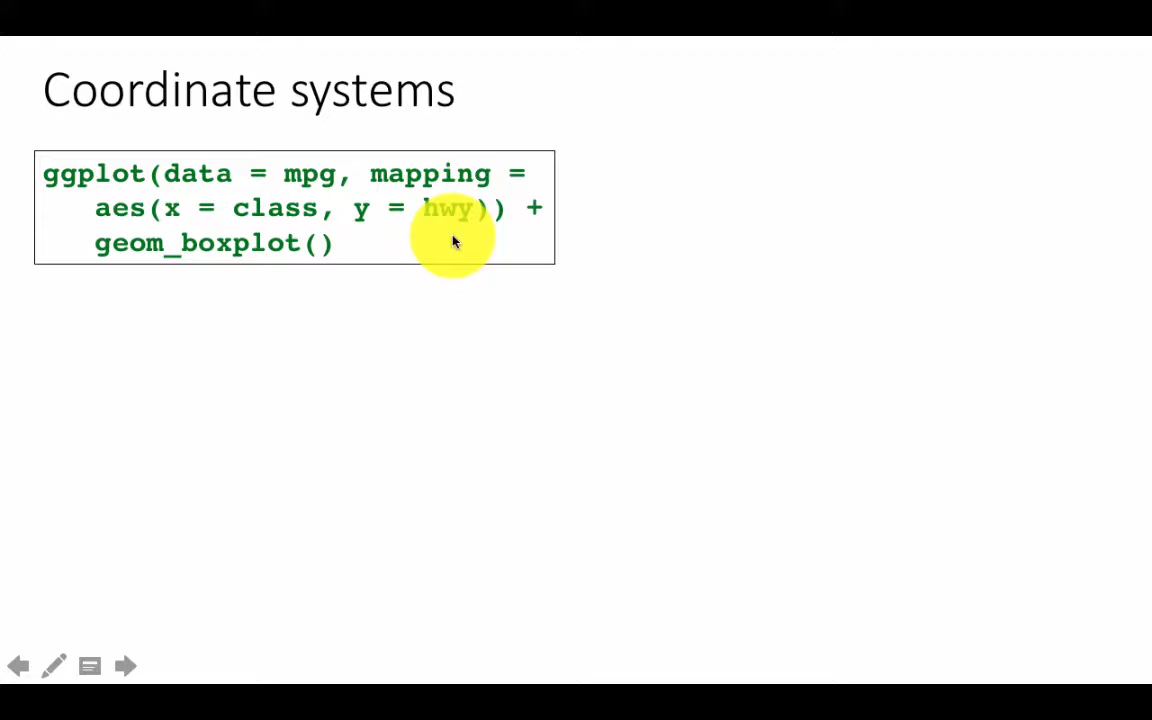 Coordinate systems
ggplot(data = mpg, mapping =
aes(x = class, y = hwy)) +
geom_boxplot()